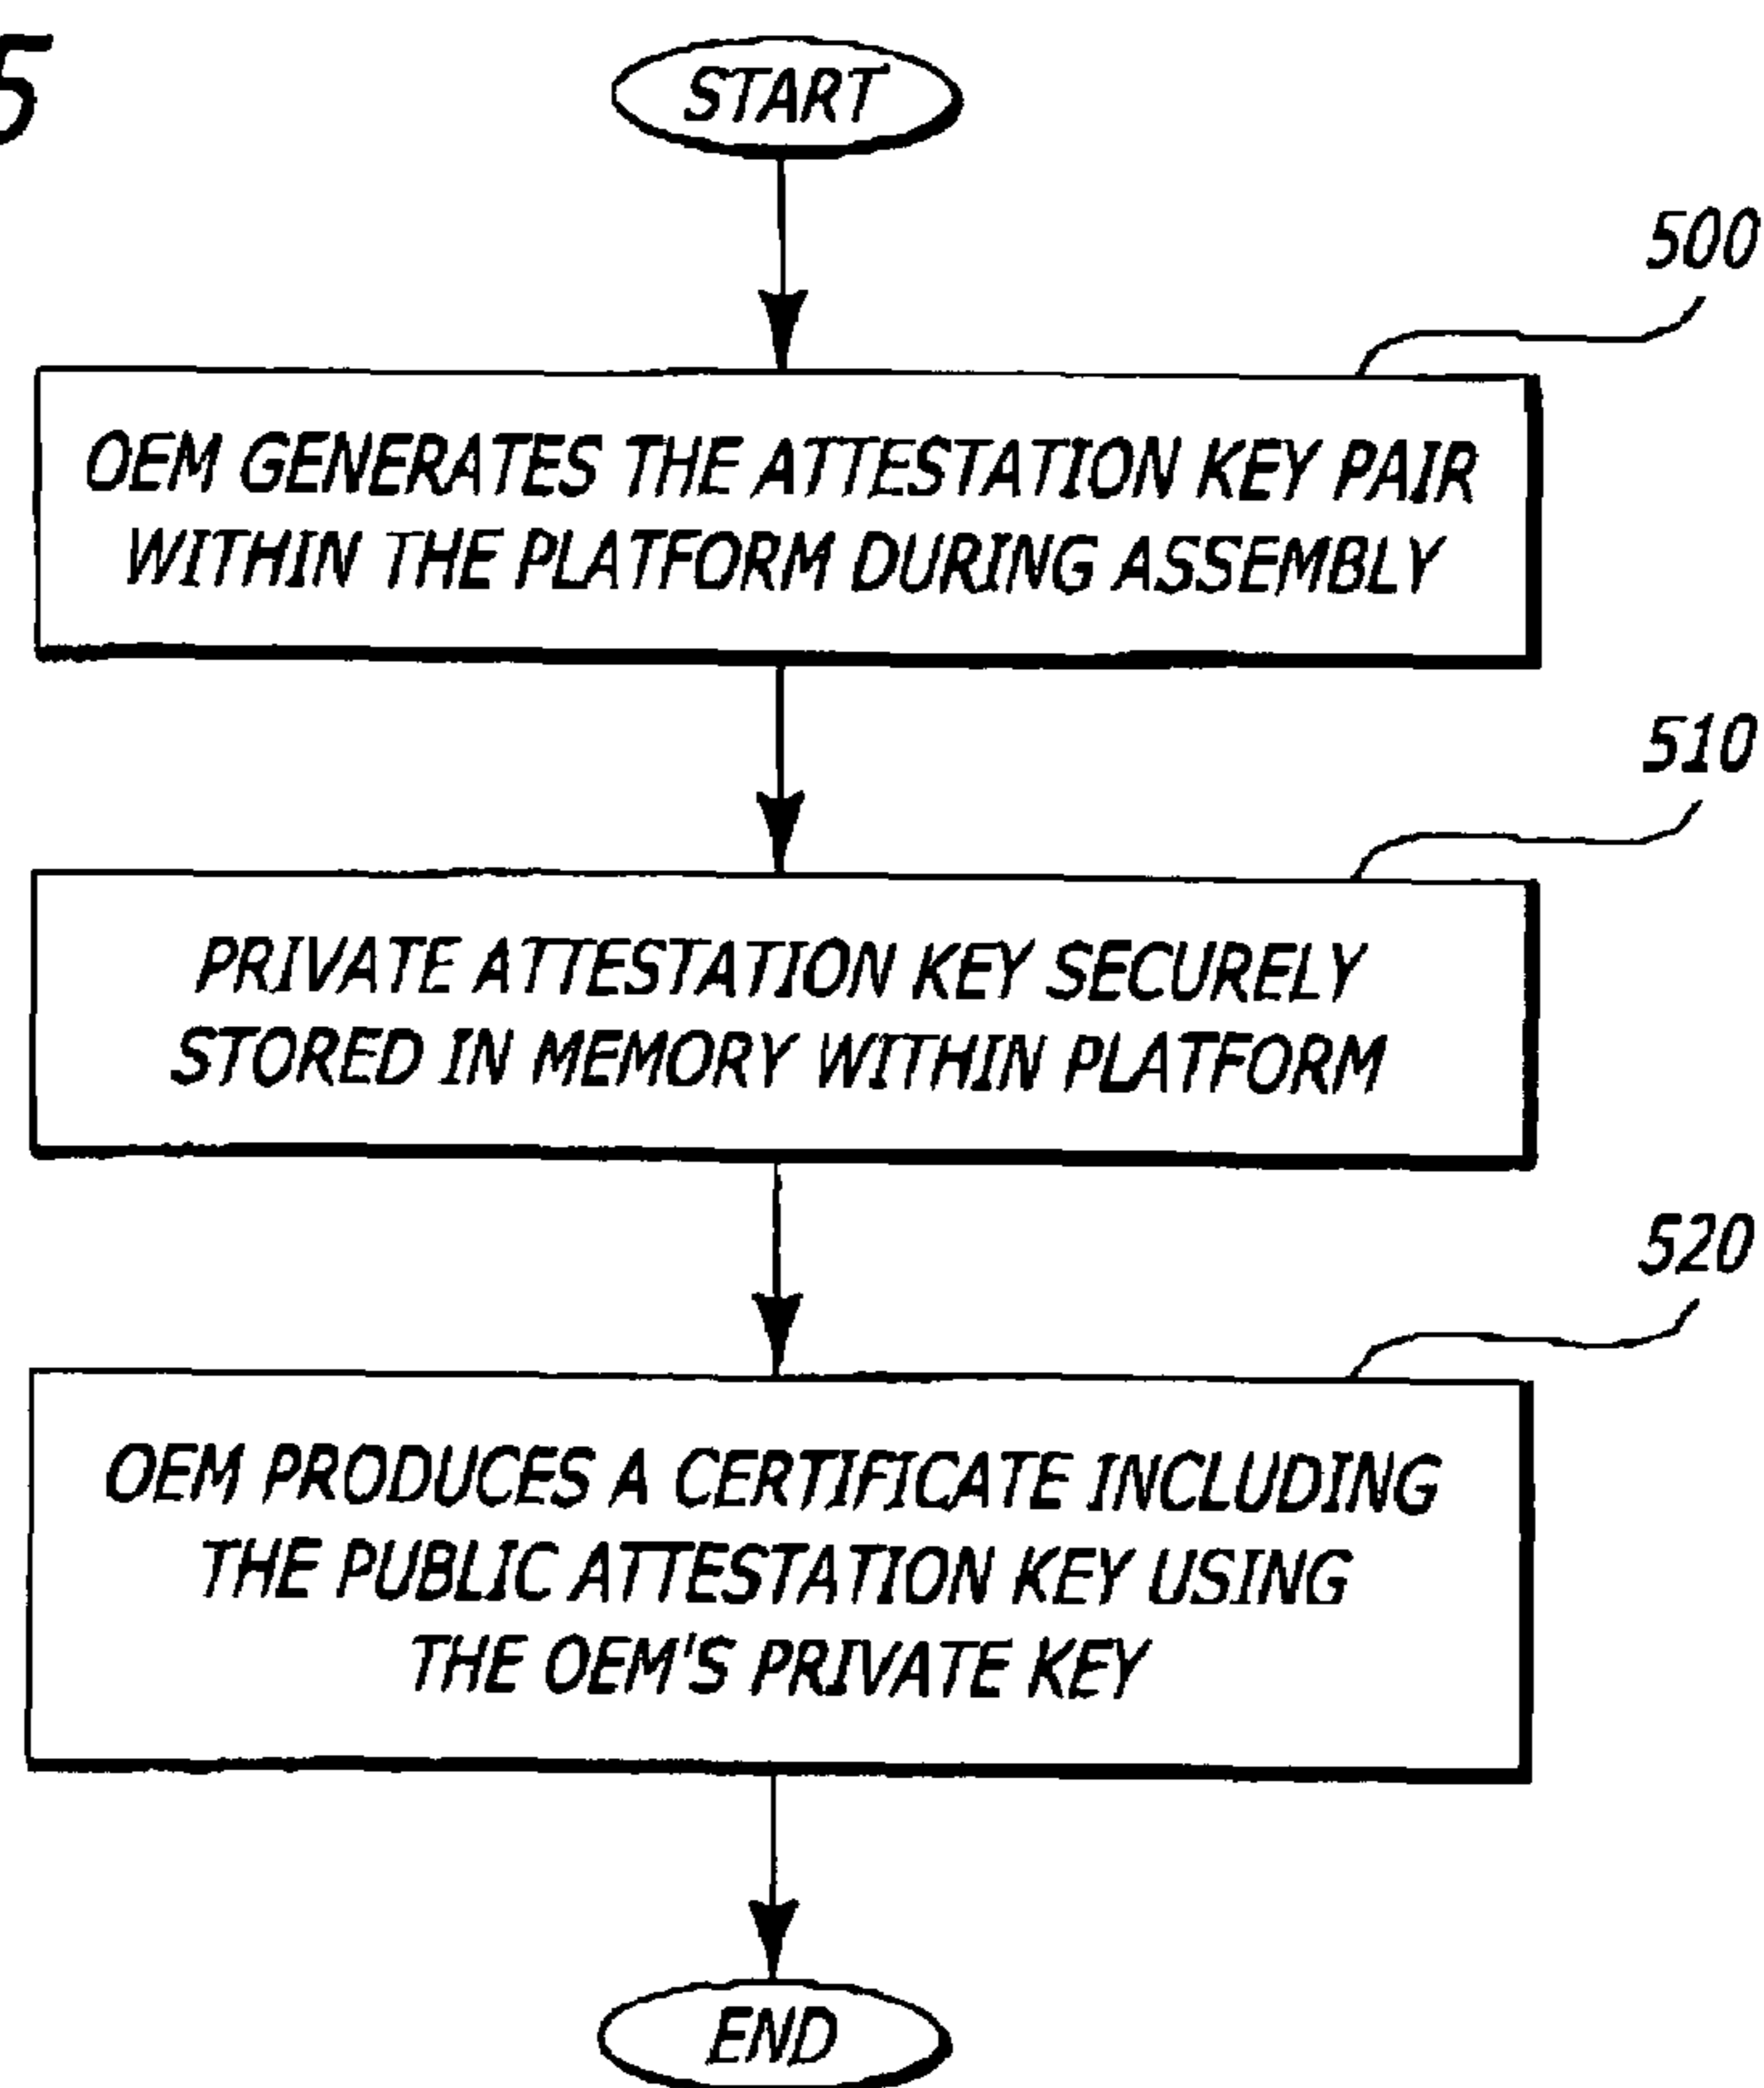 5
START
500
OEM GENERATES THE ATTESTATION KEY PAIR
WITHIN THE PLATFORM DURING ASSEMBLY
510
PRIVATE ATTESTATION KEY SECURELY
STORED IN MEMORY WITHIN PLATFORM
520
OEM PRODUCES A CERTIFICATE INCLUDING
THE PUBLIC ATTESTATION KEY USING
THE OEM'S PRIVATE KEY
END